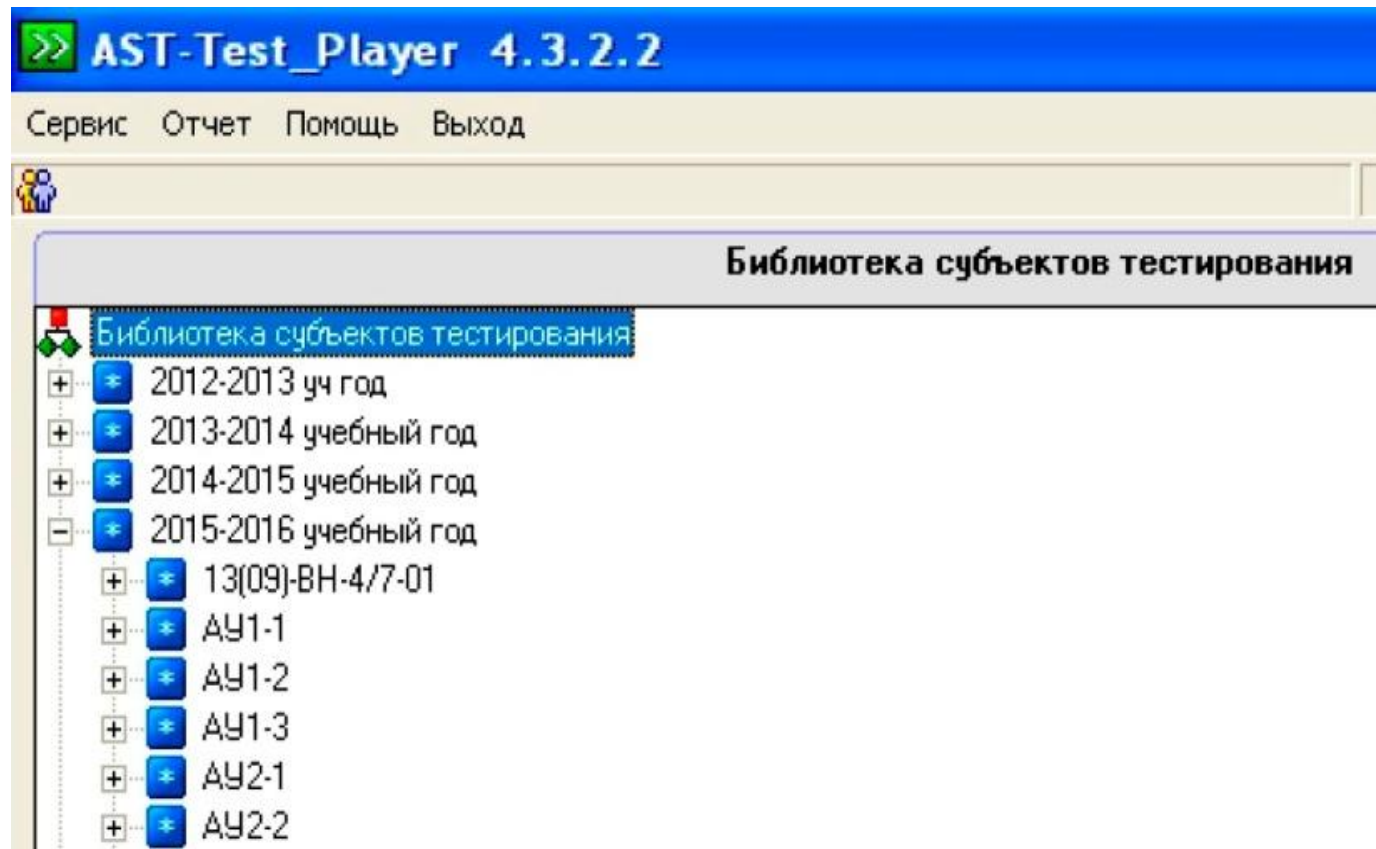 AST-Test_Player 4.3.2.2
Сервис Отчет Помощь Выход
Библиотека субъектов тестирования
Библиотека субъектов тестирования
2012-2013 уч год
2013-2014 учебный год
2014-2015 учебный год
2015-2016 учебный год
13(09)-ВН-4/7-01
АУ1-1
АУ1-2
АУ1-3
АУ2-1
АУ2-2